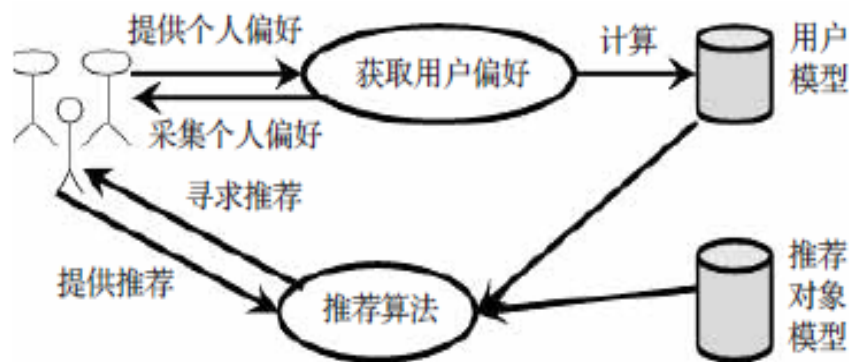 提供个人偏好
获取用户偏好
计算
用户
模型
采集个人偏好
寻求推荐
提供推荐
推荐算法
推荐
对象
模型